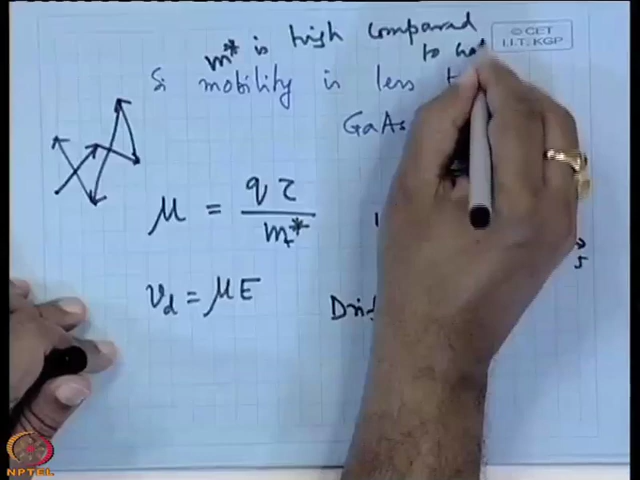 © CET
I.I.T. KGP
m* is high compared
to
Si mobility is less
GaAs
μ = qτ / m*
v_d = μE
NPTEL